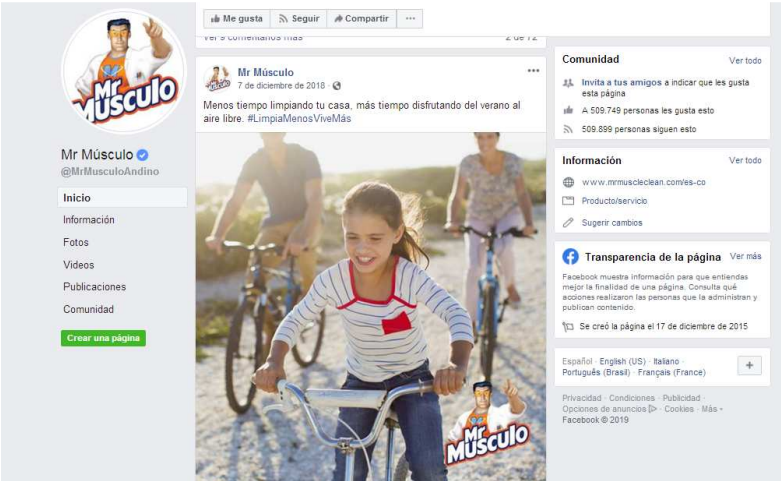 Me gusta
Seguir
Compartir
Ver 9 comentarios más
2 de 72
Mr Músculo
Mr Músculo
@MrMusculoAndino
Inicio
Información
Fotos
Videos
Publicaciones
Comunidad
Crear una página
Mr Músculo
7 de diciembre de 2018 ·
Menos tiempo limpiando tu casa, más tiempo disfrutando del verano al
aire libre. #LimpiaMenosViveMás
Mr
Músculo
Comunidad
Ver todo
Invita a tus amigos a indicar que les gusta
esta página
A 509.749 personas les gusta esto
509.899 personas siguen esto
Información
Ver todo
www.mrmuscleclean.com/es-co
Producto/servicio
Sugerir cambios
Transparencia de la página
Ver más
Facebook muestra información para que entiendas
mejor la finalidad de una página. Consulta qué
acciones realizaron las personas que la administran y
publican contenido.
Se creó la página el 17 de diciembre de 2015
Español · English (US) · Italiano ·
Português (Brasil) · Français (France)
Privacidad · Condiciones · Publicidad ·
Opciones de anuncios · Cookies · Más
Facebook © 2019